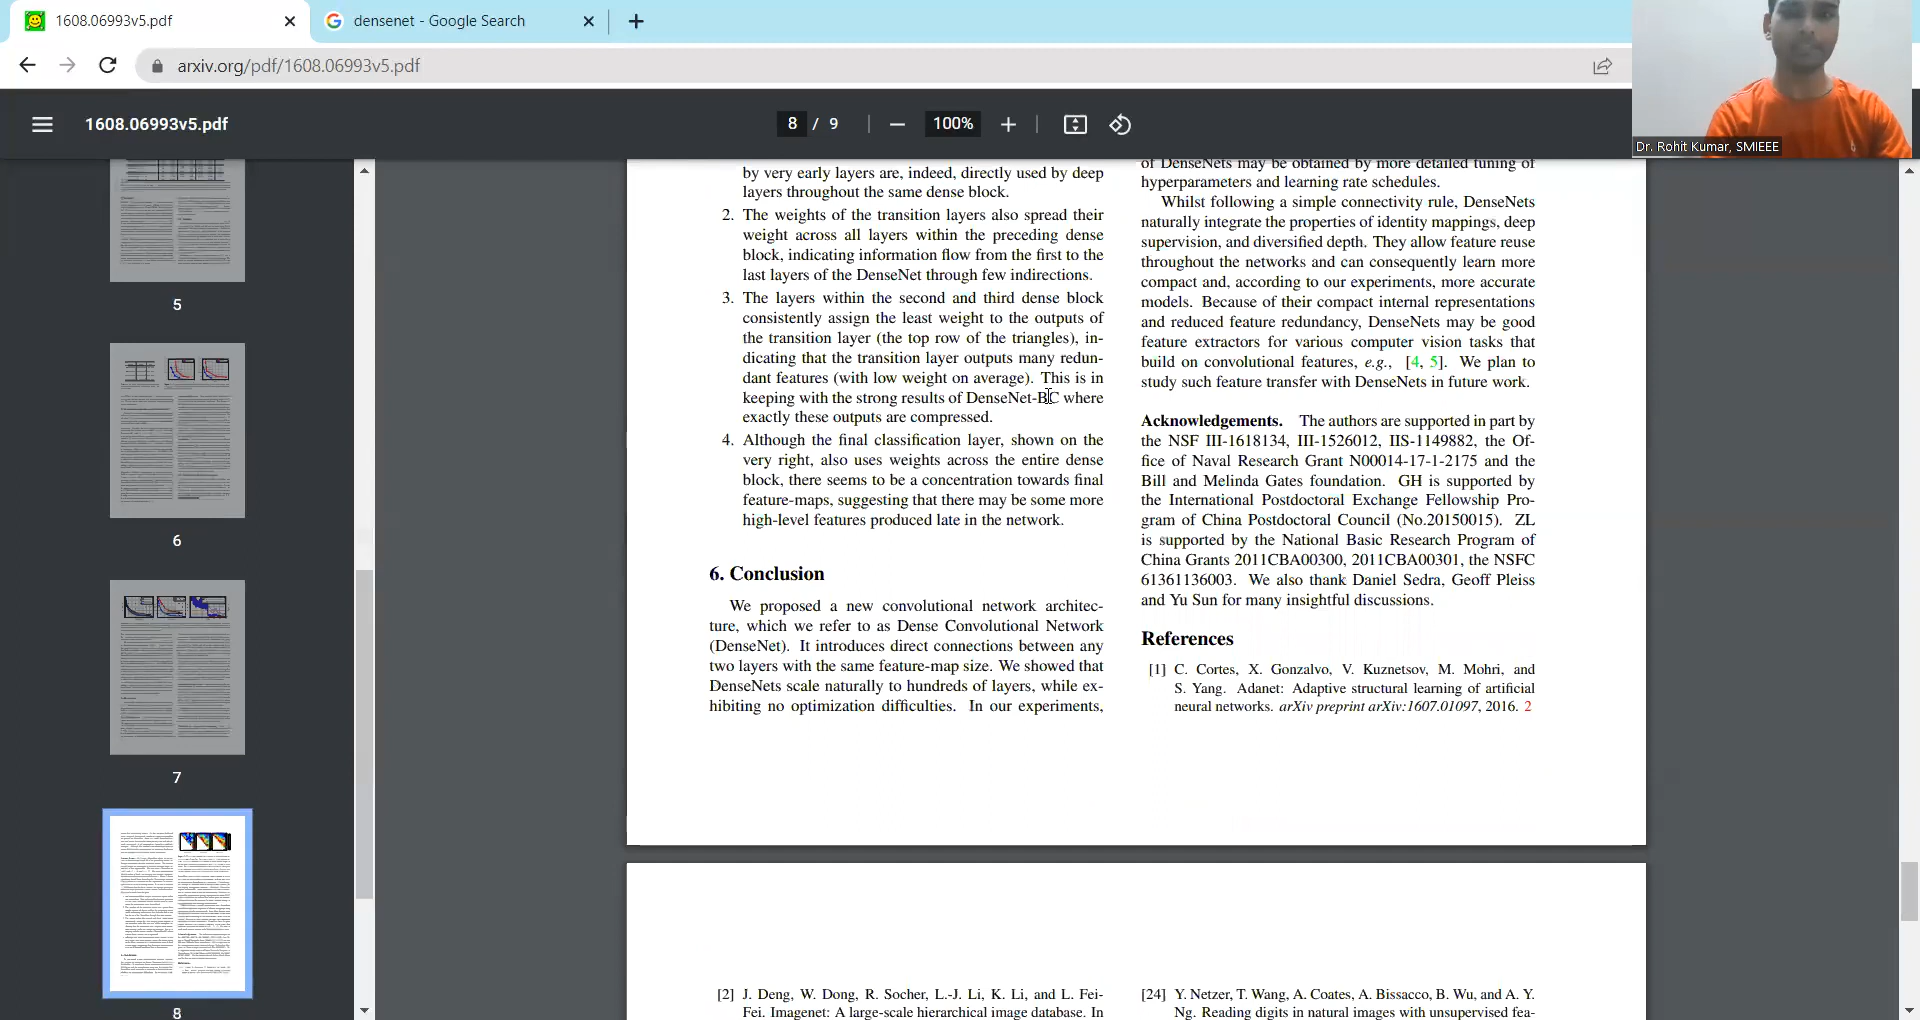 1608.06993v5.pdf
densenet - Google Search
arxiv.org/pdf/1608.06993v5.pdf
1608.06993v5.pdf
8 / 9
100%
Dr. Rohit Kumar, SMIEEE
5
6
7
8
by very early layers are, indeed, directly used by deep
layers throughout the same dense block.
2. The weights of the transition layers also spread their
weight across all layers within the preceding dense
block, indicating information flow from the first to the
last layers of the DenseNet through few indirections.
3. The layers within the second and third dense block
consistently assign the least weight to the outputs of
the transition layer (the top row of the triangles), in-
dicating that the transition layer outputs many redun-
dant features (with low weight on average). This is in
keeping with the strong results of DenseNet-BC where
exactly these outputs are compressed.
4. Although the final classification layer, shown on the
very right, also uses weights across the entire dense
block, there seems to be a concentration towards final
feature-maps, suggesting that there may be some more
high-level features produced late in the network.
6. Conclusion
We proposed a new convolutional network architec-
ture, which we refer to as Dense Convolutional Network
(DenseNet). It introduces direct connections between any
two layers with the same feature-map size. We showed that
DenseNets scale naturally to hundreds of layers, while ex-
hibiting no optimization difficulties. In our experiments,
of DenseNets may be obtained by more detailed tuning of
hyperparameters and learning rate schedules.
Whilst following a simple connectivity rule, DenseNets
naturally integrate the properties of identity mappings, deep
supervision, and diversified depth. They allow feature reuse
throughout the networks and can consequently learn more
compact and, according to our experiments, more accurate
models. Because of their compact internal representations
and reduced feature redundancy, DenseNets may be good
feature extractors for various computer vision tasks that
build on convolutional features, e.g., [4, 5]. We plan to
study such feature transfer with DenseNets in future work.
Acknowledgements. The authors are supported in part by
the NSF III-1618134, III-1526012, IIS-1149882, the Of-
fice of Naval Research Grant N00014-17-1-2175 and the
Bill and Melinda Gates foundation. GH is supported by
the International Postdoctoral Exchange Fellowship Pro-
gram of China Postdoctoral Council (No.20150015). ZL
is supported by the National Basic Research Program of
China Grants 2011CBA00300, 2011CBA00301, the NSFC
61361136003. We also thank Daniel Sedra, Geoff Pleiss
and Yu Sun for many insightful discussions.
References
[1] C. Cortes, X. Gonzalvo, V. Kuznetsov, M. Mohri, and
S. Yang. Adanet: Adaptive structural learning of artificial
neural networks. arXiv preprint arXiv:1607.01097, 2016. 2
[2] J. Deng, W. Dong, R. Socher, L.-J. Li, K. Li, and L. Fei-
Fei. Imagenet: A large-scale hierarchical image database. In
[24] Y. Netzer, T. Wang, A. Coates, A. Bissacco, B. Wu, and A. Y.
Ng. Reading digits in natural images with unsupervised fea-